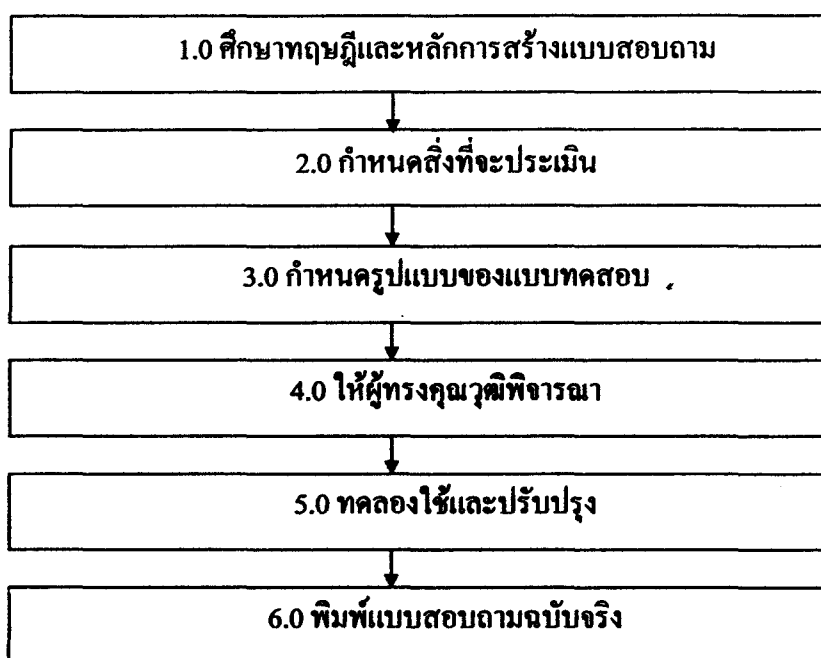 1.0 ศึกษาทฤษฎีและหลักการสร้างแบบสอบถาม
2.0 กำหนดสิ่งที่จะประเมิน
3.0 กำหนดรูปแบบของแบบทดสอบ
4.0 ให้ผู้ทรงคุณวุฒิพิจารณา
5.0 ทดลองใช้และปรับปรุง
6.0 พิมพ์แบบสอบถามฉบับจริง